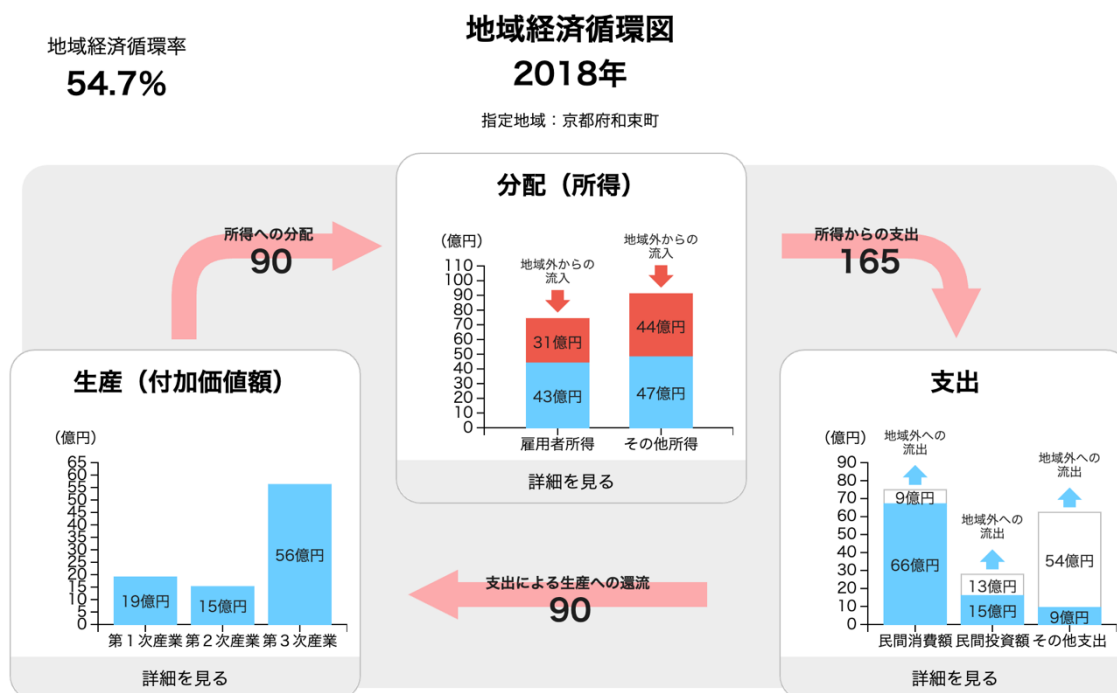 地域経済循環図
2018年
指定地域：京都府和束町
地域経済循環率
54.7%
所得への分配
90
分配（所得）
（億円）
110
100
90
80
70
60
50
40
30
20
10
0
地域外からの
流入
31億円
43億円
雇用者所得
地域外からの
流入
44億円
47億円
その他所得
詳細を見る
所得からの支出
165
生産（付加価値額）
（億円）
65
60
55
50
45
40
35
30
25
20
15
10
5
0
19億円
15億円
56億円
第１次産業
第２次産業
第３次産業
詳細を見る
支出による生産への還流
90
支出
（億円）
90
80
70
60
50
40
30
20
10
0
地域外への
流出
9億円
66億円
民間消費額
地域外への
流出
13億円
15億円
民間投資額
地域外への
流出
54億円
9億円
その他支出
詳細を見る